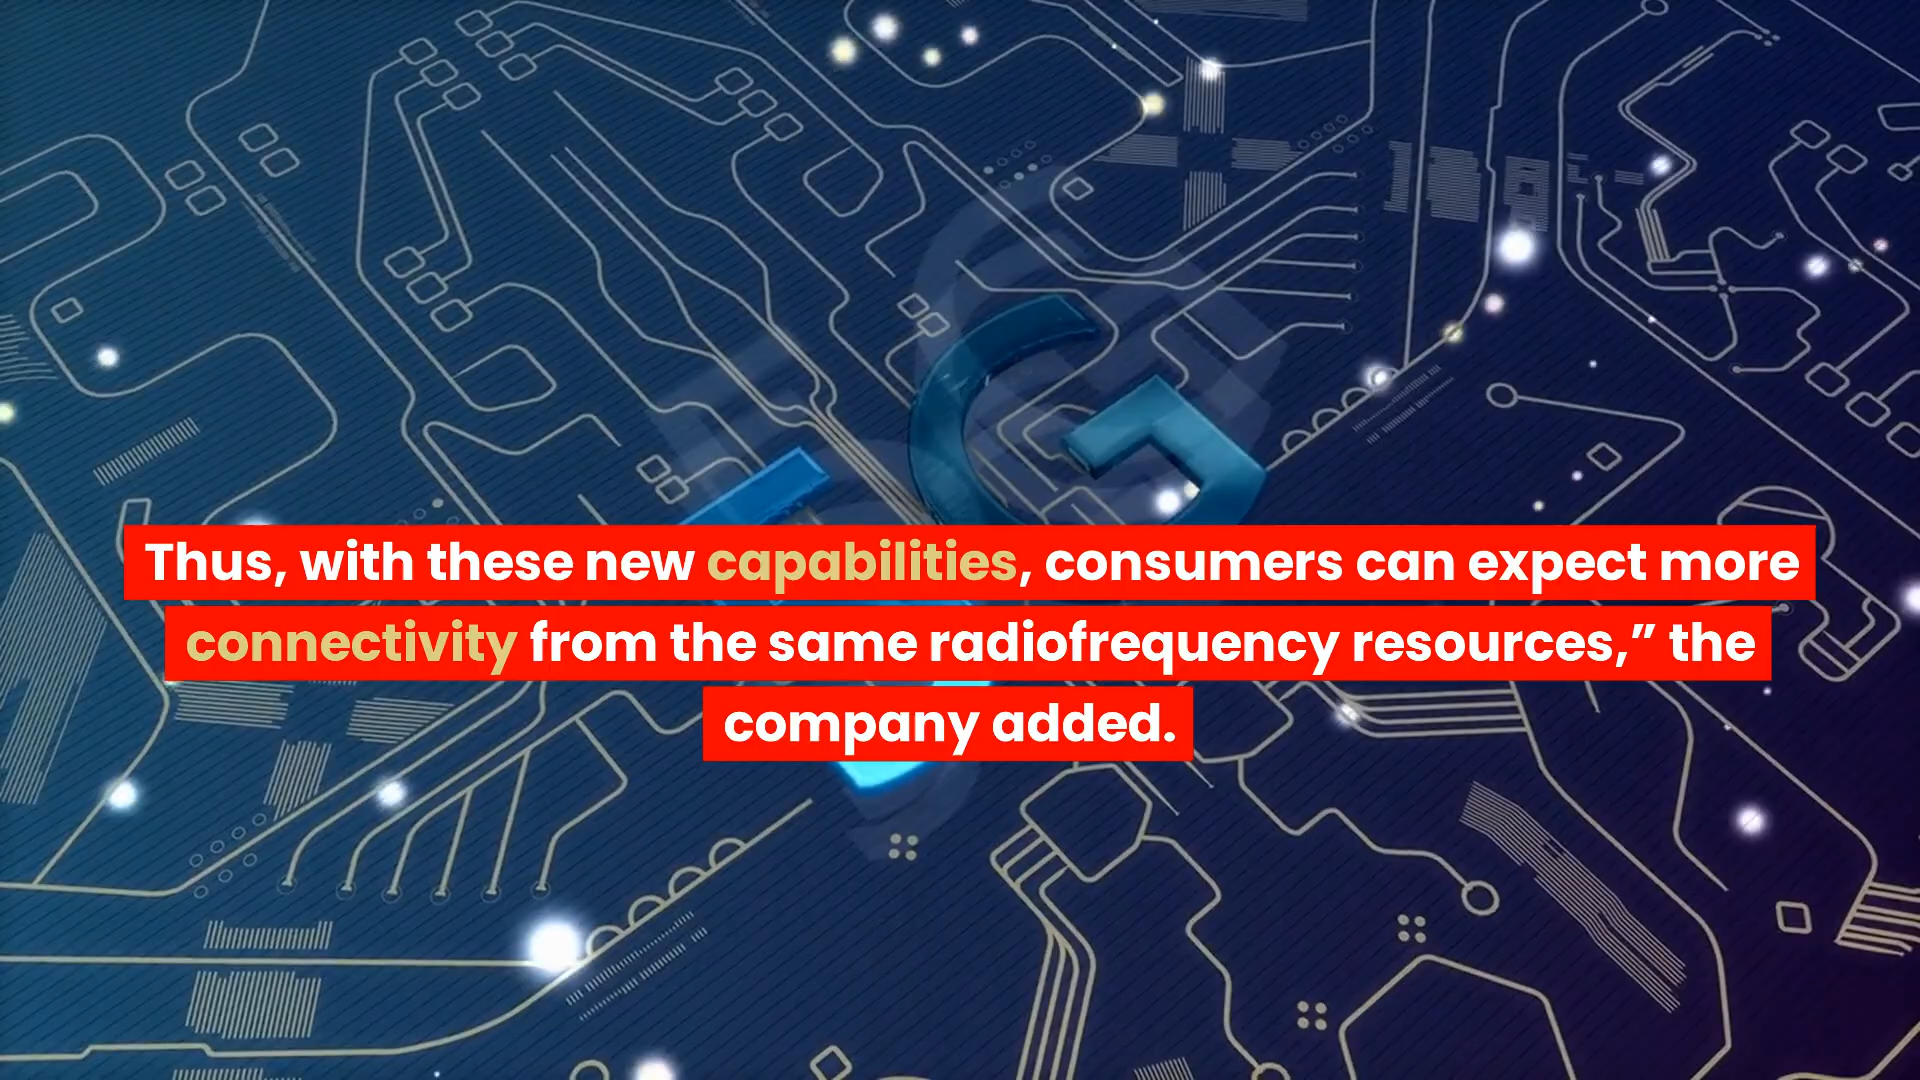 G
Thus, with these new capabilities, consumers can expect more
connectivity from the same radiofrequency resources,” the
company added.